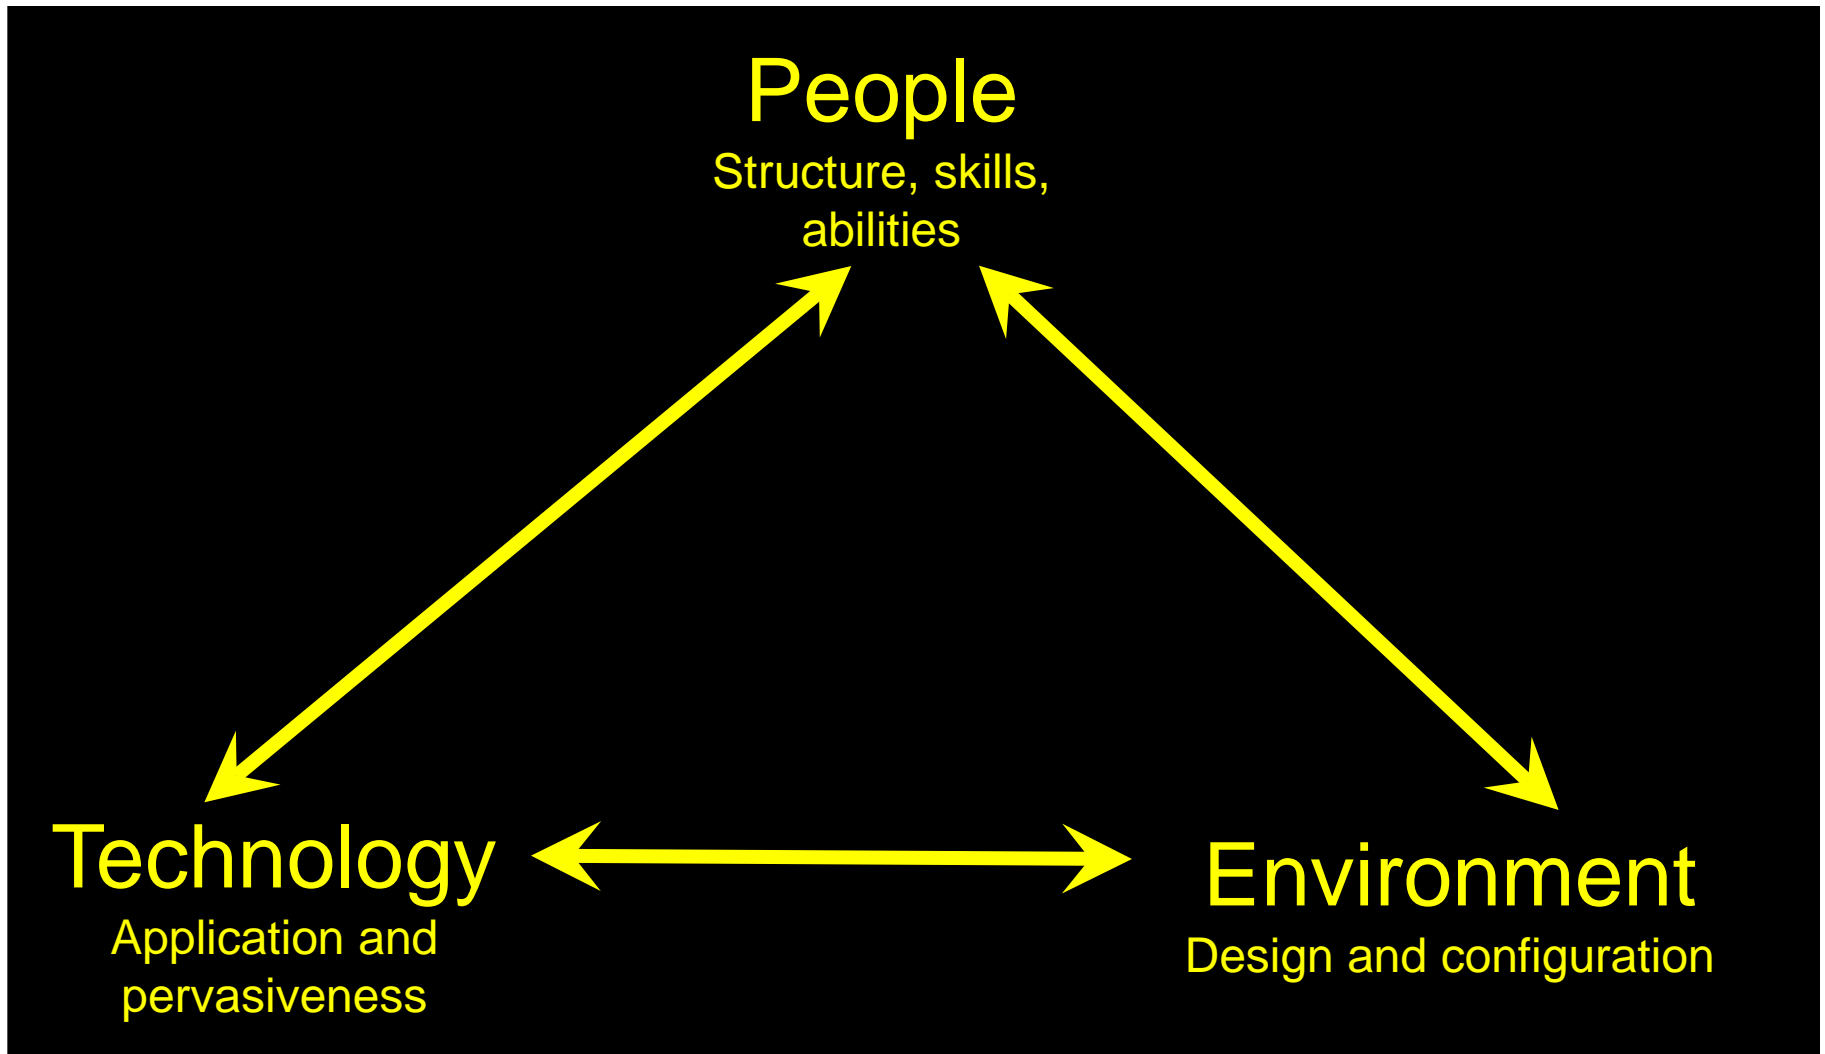 People
Structure, skills,
abilities
Technology
Application and
pervasiveness
Environment
Design and configuration